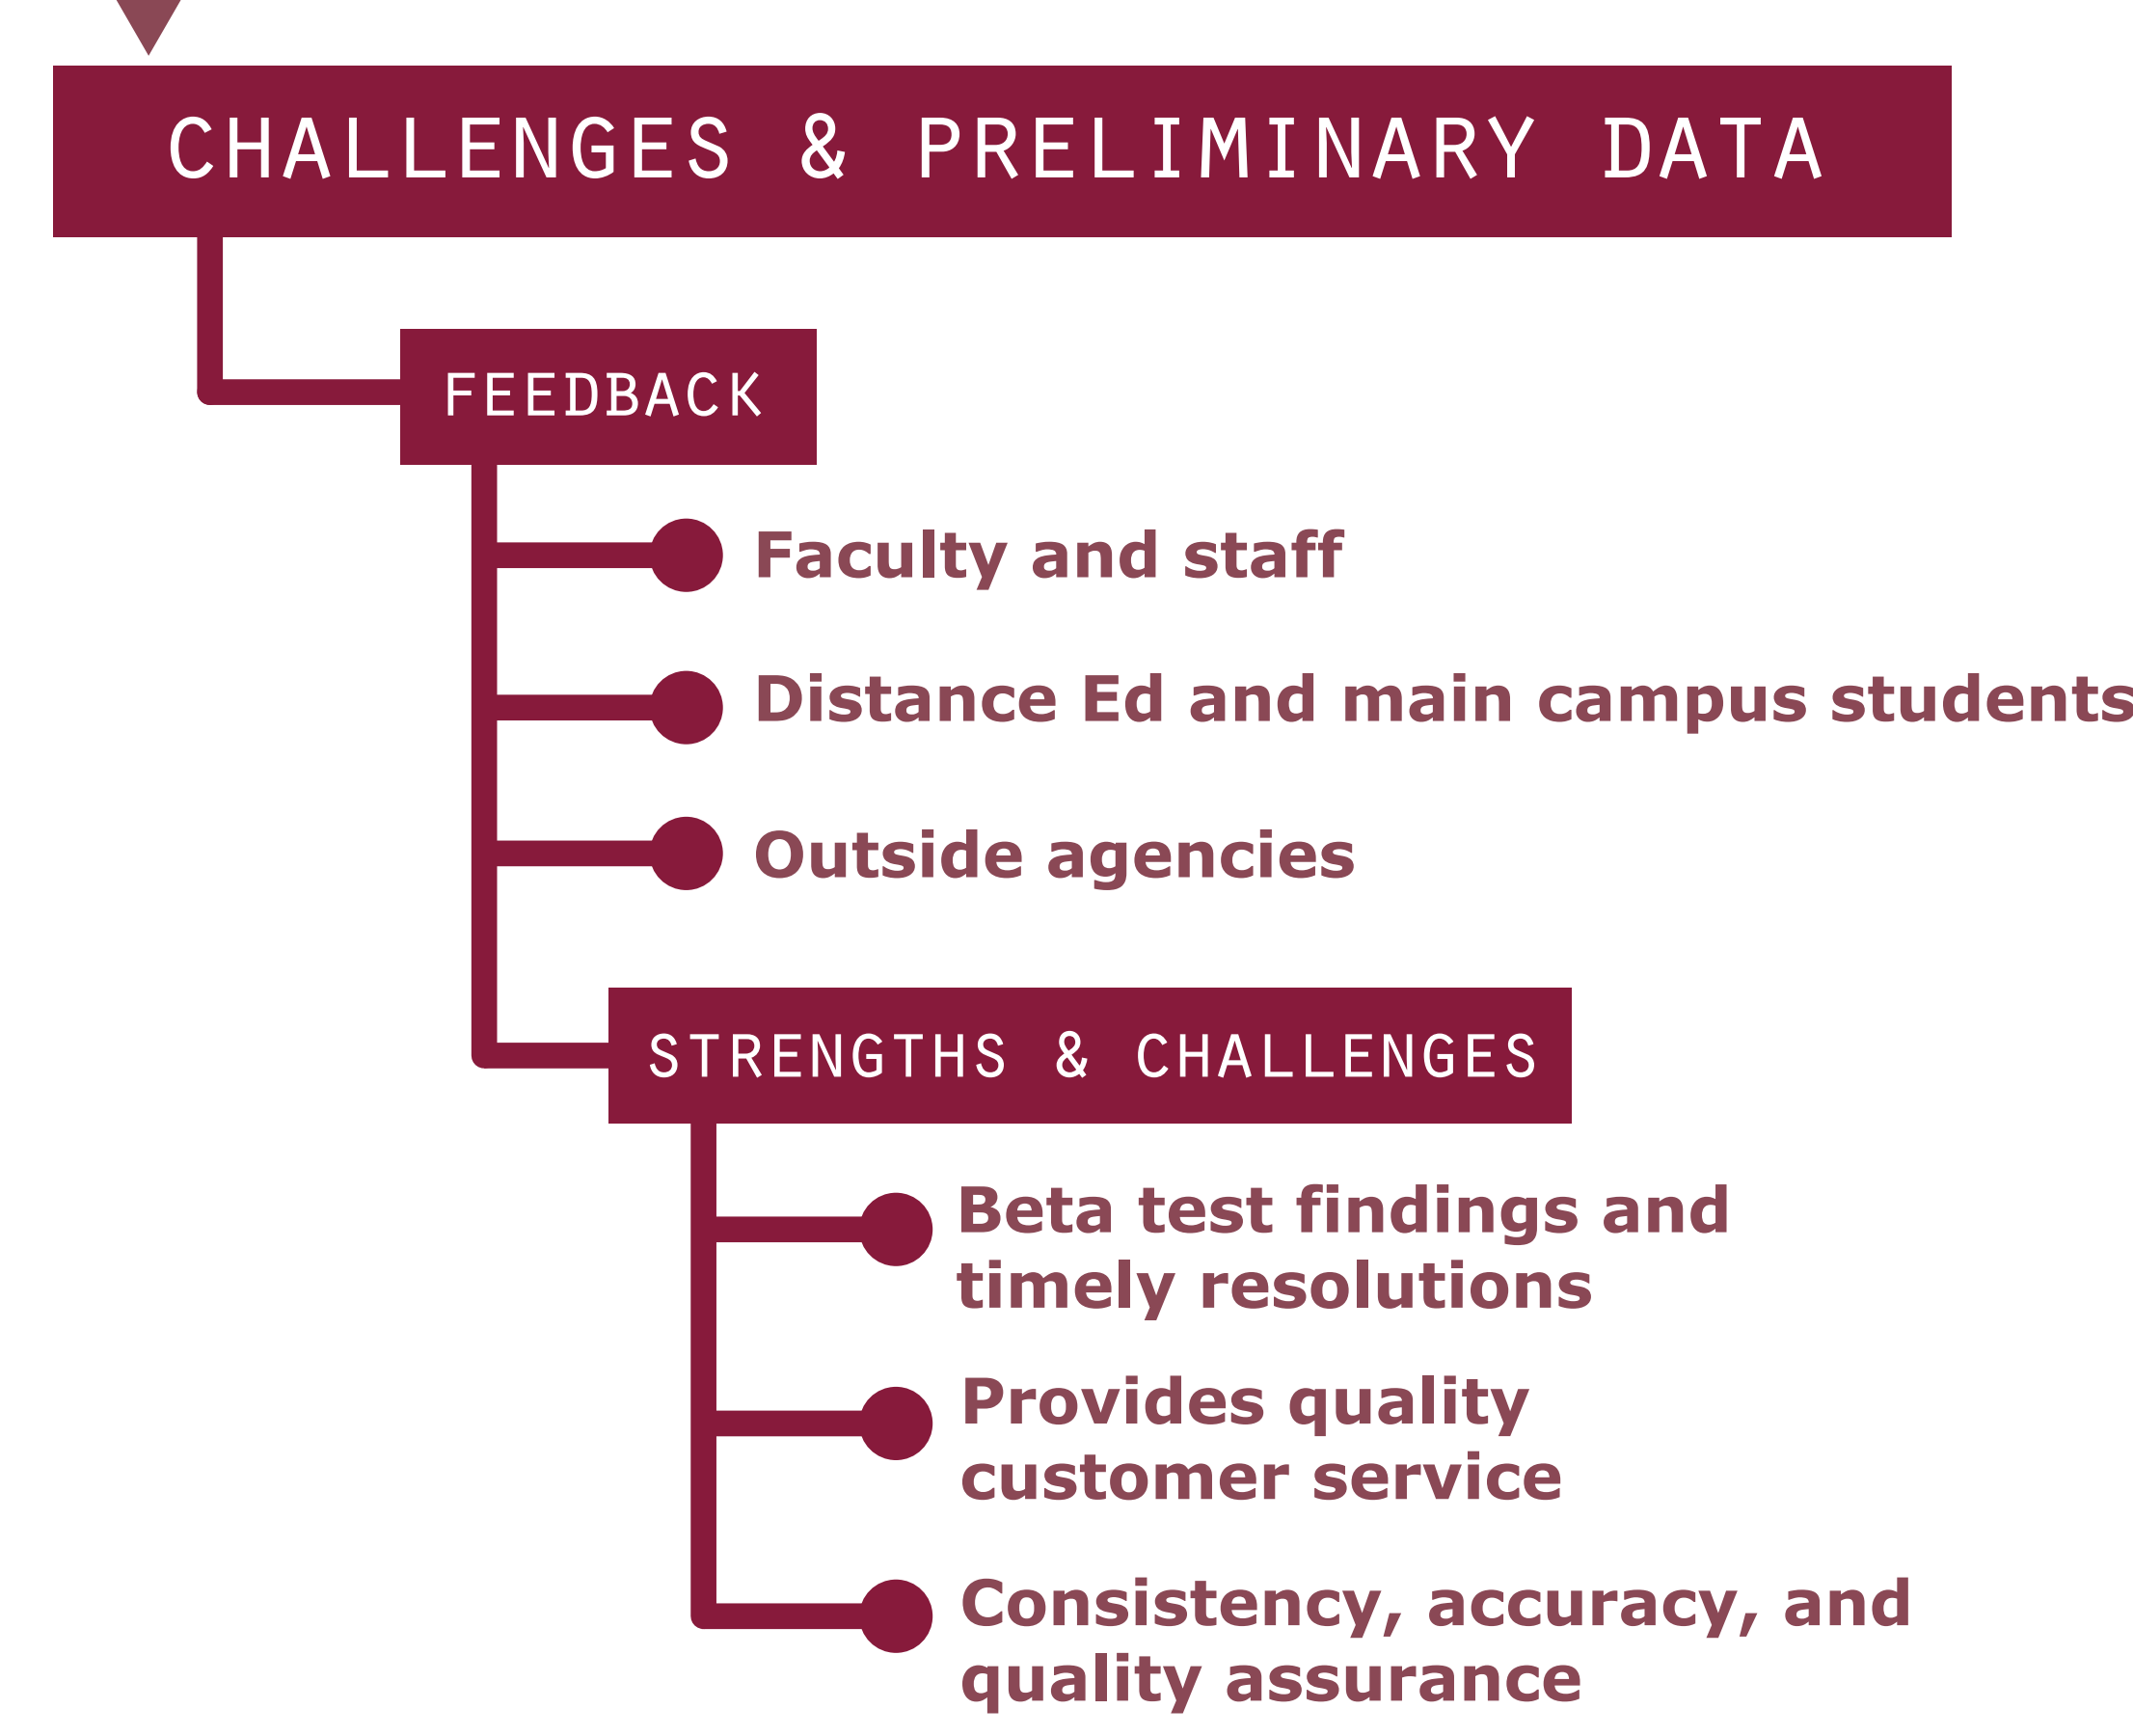 CHALLENGES & PRELIMINARY DATA
FEEDBACK
Faculty and staff
Distance Ed and main campus students
Outside agencies
STRENGTHS & CHALLENGES
Beta test findings and
timely resolutions
Provides quality
customer service
Consistency, accuracy, and
quality assurance